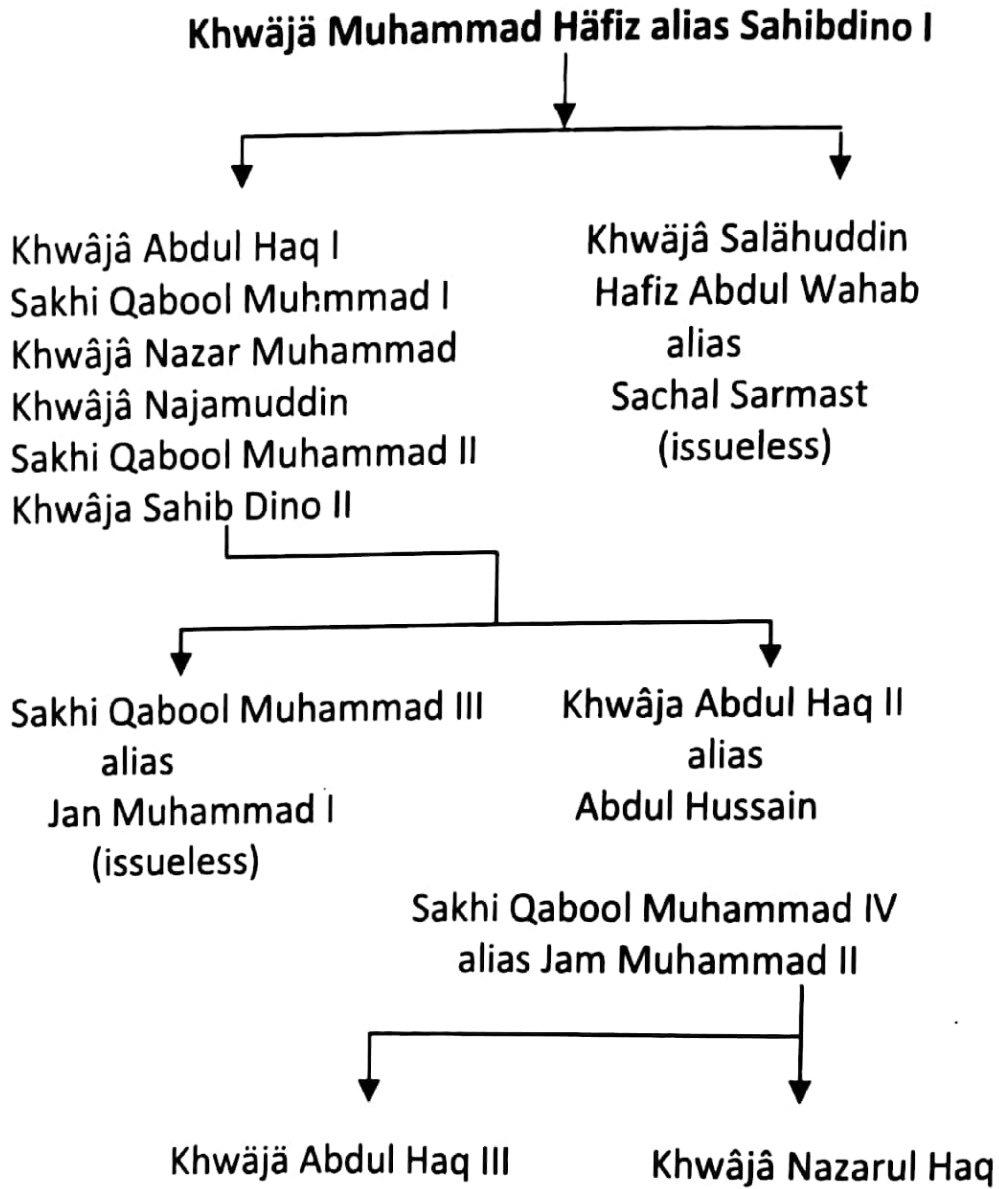 Khwäjä Muhammad Häfiz alias Sahibdino I
Khwâjâ Abdul Haq I
Sakhi Qabool Muhmmad I
Khwâjâ Nazar Muhammad
Khwâjâ Najamuddin
Sakhi Qabool Muhammad II
Khwâja Sahib Dino II
Khwäjâ Salähuddin
Hafiz Abdul Wahab
alias
Sachal Sarmast
(issueless)
Sakhi Qabool Muhammad III
alias
Jan Muhammad I
(issueless)
Khwâja Abdul Haq II
alias
Abdul Hussain
Sakhi Qabool Muhammad IV
alias Jam Muhammad II
Khwäjä Abdul Haq III
Khwâjâ Nazarul Haq